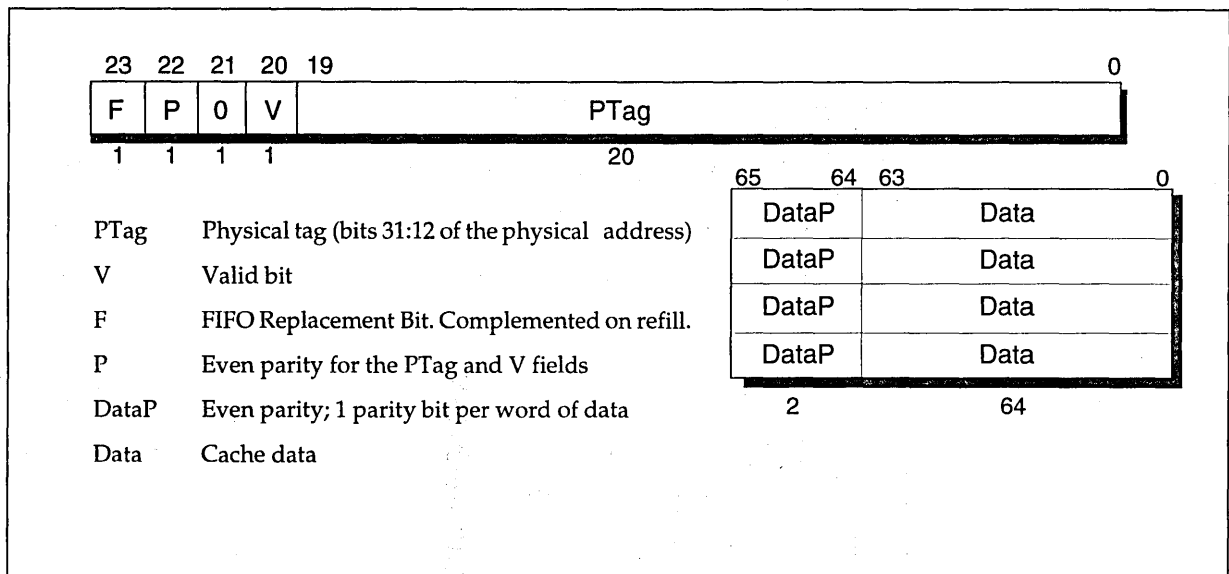 23 22 21 20 19 0
F P 0 V PTag
1 1 1 1 20
65 64 63 0
DataP Data
DataP Data
DataP Data
DataP Data
2 64
PTag Physical tag (bits 31:12 of the physical address)
V Valid bit
F FIFO Replacement Bit. Complemented on refill.
P Even parity for the PTag and V fields
DataP Even parity; 1 parity bit per word of data
Data Cache data